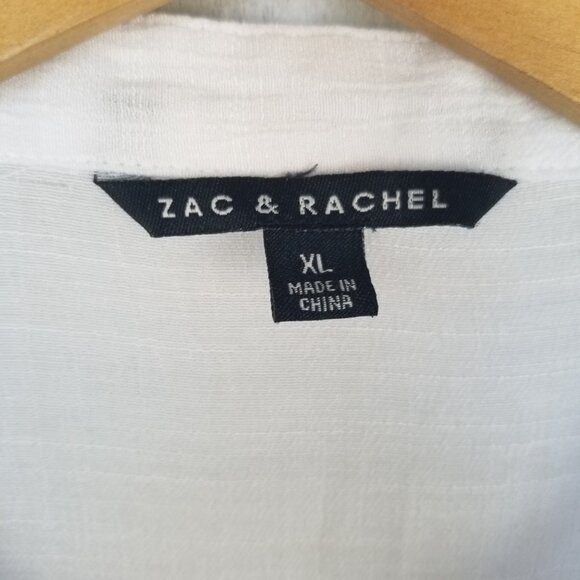 ZAC & RACHEL
XL
MADE IN
CHINA